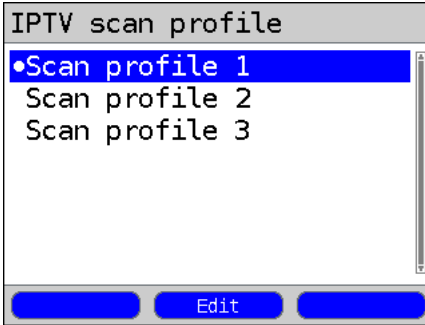 IPTV scan profile
•Scan profile 1
Scan profile 2
Scan profile 3
Edit